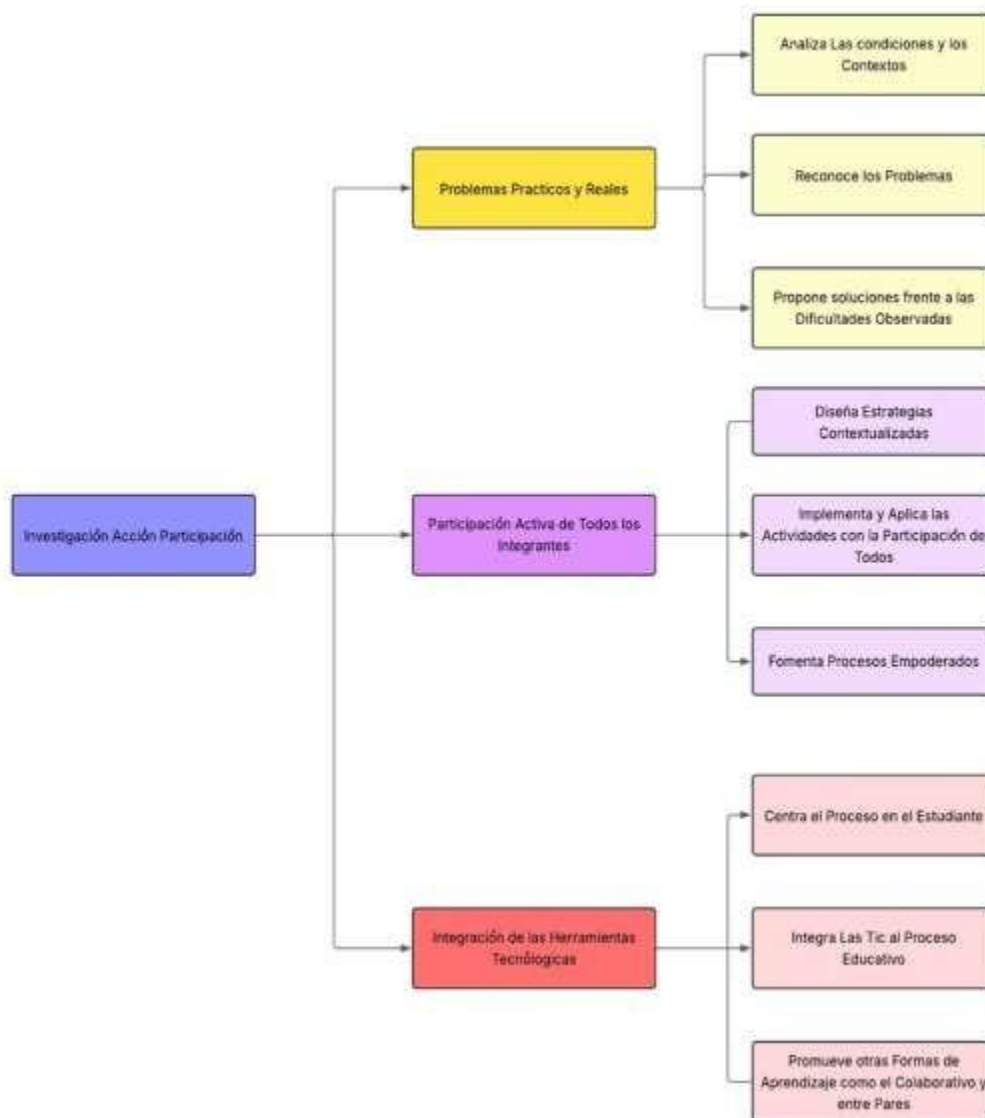 Investigación Acción Participación
Problemas Practicos y Reales
Analiza Las condiciones y los
Contextos
Reconoce los Problemas
Propone soluciones frente a las
Dificultades Observadas
Participación Activa de Todos los
Integrantes
Diseña Estrategias
Contextualizadas
Implementa y Aplica las
Actividades con la Participación de
Todos
Fomenta Procesos Empoderados
Integración de las Herramientas
Tecnólogicas
Centra el Proceso en el Estudiante
Integra Las Tic al Proceso
Educativo
Promueve otras Formas de
Aprendizaje como el Colaborativo y
entre Pares